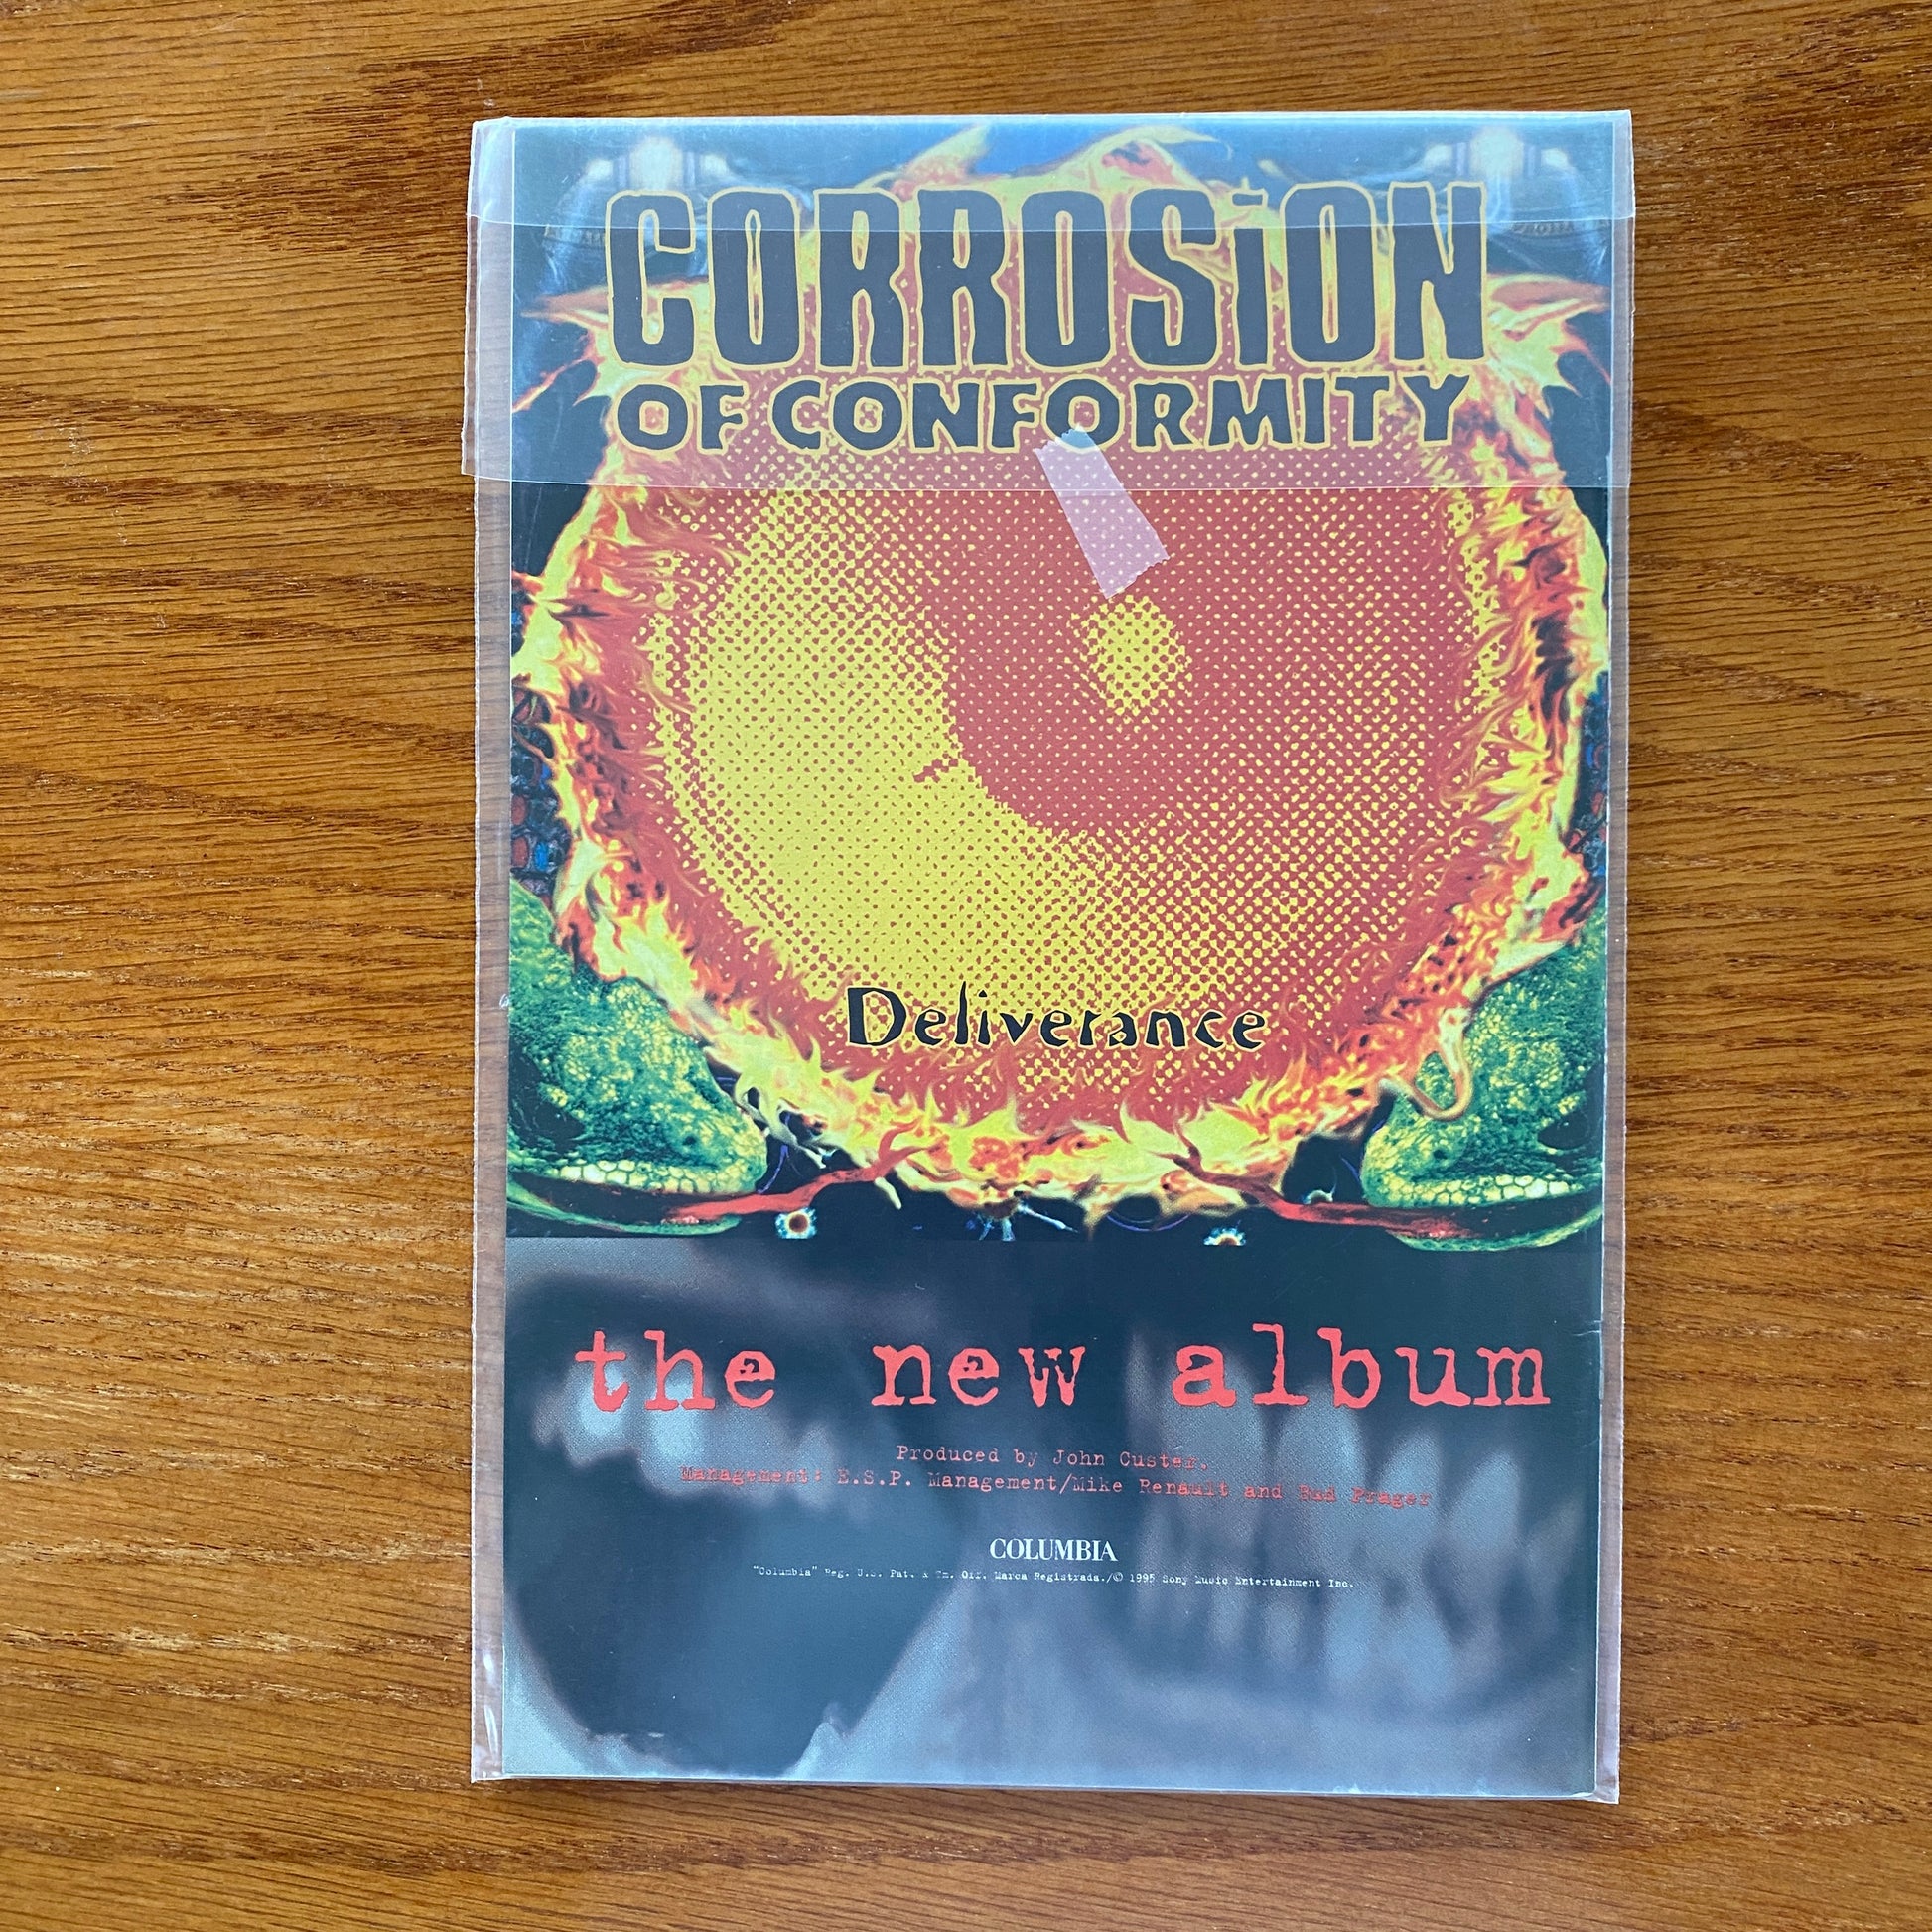 CORROSiON
OF CONFORMITY
Deliverance
the new album
Produced by John Custer.
Management: E.S.P. Management/Mike Renault and Bud Prager
COLUMBIA
"Columbia" Reg. U.S. Pat. & Tm. Off. Marca Registrada./© 1995 Sony Music Entertainment Inc.